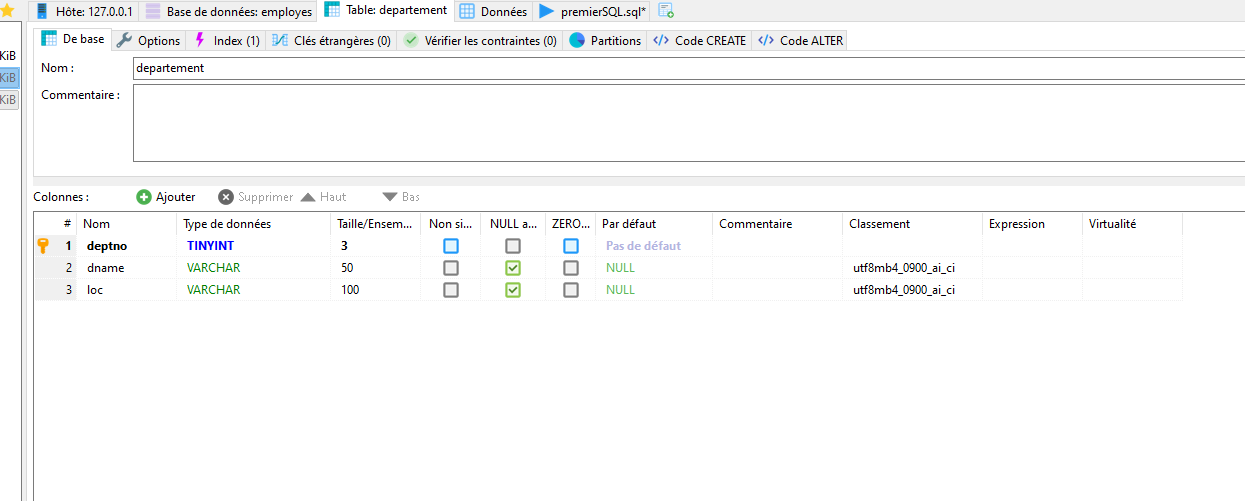 Hôte: 127.0.0.1 Base de données: employes Table: departement Données premierSQL.sql*
De base Options Index (1) Clés étrangères (0) Vérifier les contraintes (0) Partitions Code CREATE Code ALTER
KiB
Nom : departement
KiB
Commentaire :
KiB
Colonnes : Ajouter Supprimer Haut Bas
# Nom Type de données Taille/Ensem... Non si... NULL a... ZERO... Par défaut Commentaire Classement Expression Virtualité
1 deptno TINYINT 3 Pas de défaut
2 dname VARCHAR 50 NULL utf8mb4_0900_ai_ci
3 loc VARCHAR 100 NULL utf8mb4_0900_ai_ci